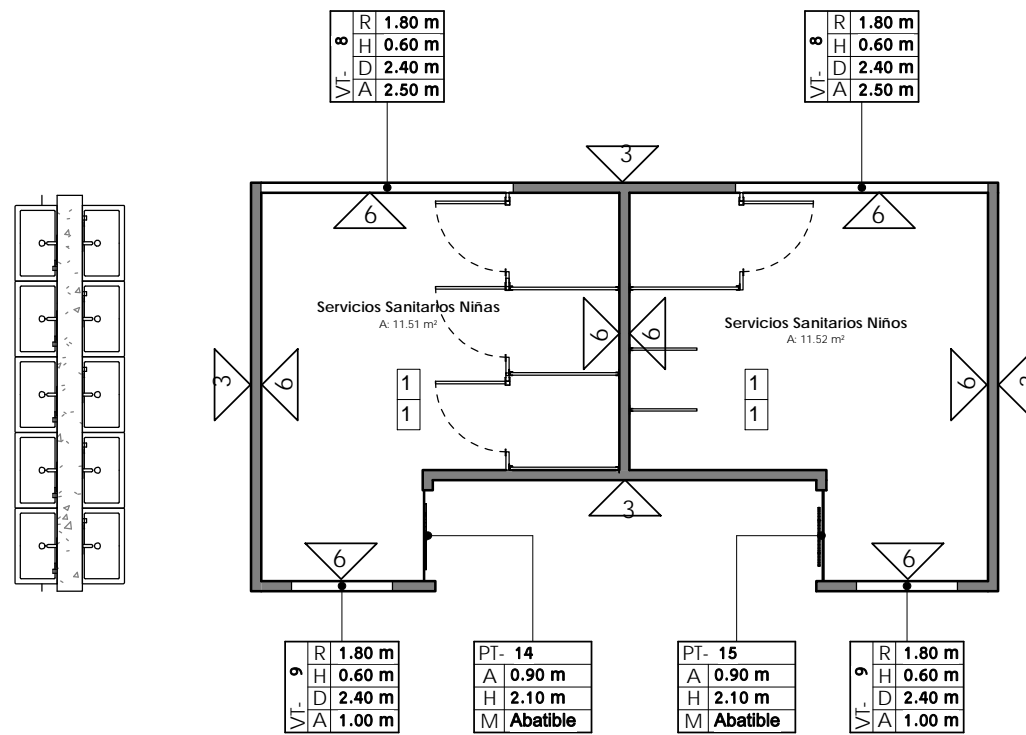 VT- 8
R 1.80 m
H 0.60 m
D 2.40 m
A 2.50 m
VT- 8
R 1.80 m
H 0.60 m
D 2.40 m
A 2.50 m
3
6
6
Servicios Sanitarios Niñas
A: 11.51 m²
6
6
Servicios Sanitarios Niños
A: 11.52 m²
3
6
1
1
1
1
6
3
6
6
VT- 9
R 1.80 m
H 0.60 m
D 2.40 m
A 1.00 m
PT- 14
A 0.90 m
H 2.10 m
M Abatible
PT- 15
A 0.90 m
H 2.10 m
M Abatible
VT- 9
R 1.80 m
H 0.60 m
D 2.40 m
A 1.00 m